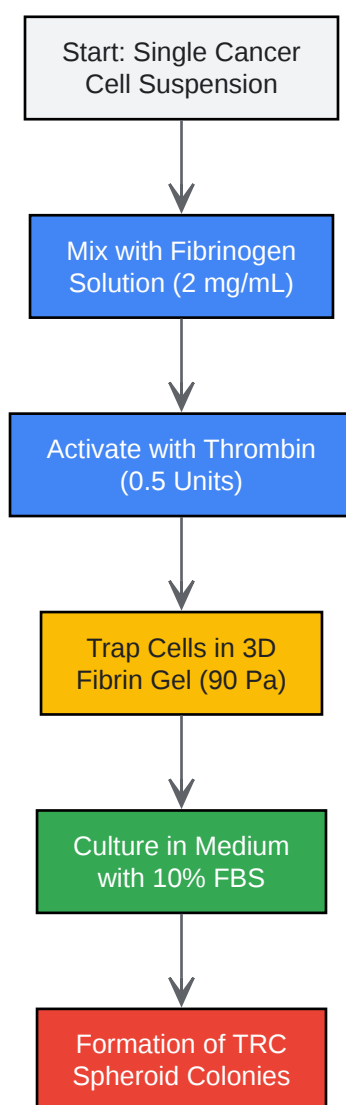 Start: Single Cancer
Cell Suspension
Mix with Fibrinogen
Solution (2 mg/mL)
Activate with Thrombin
(0.5 Units)
Trap Cells in 3D
Fibrin Gel (90 Pa)
Culture in Medium
with 10% FBS
Formation of TRC
Spheroid Colonies